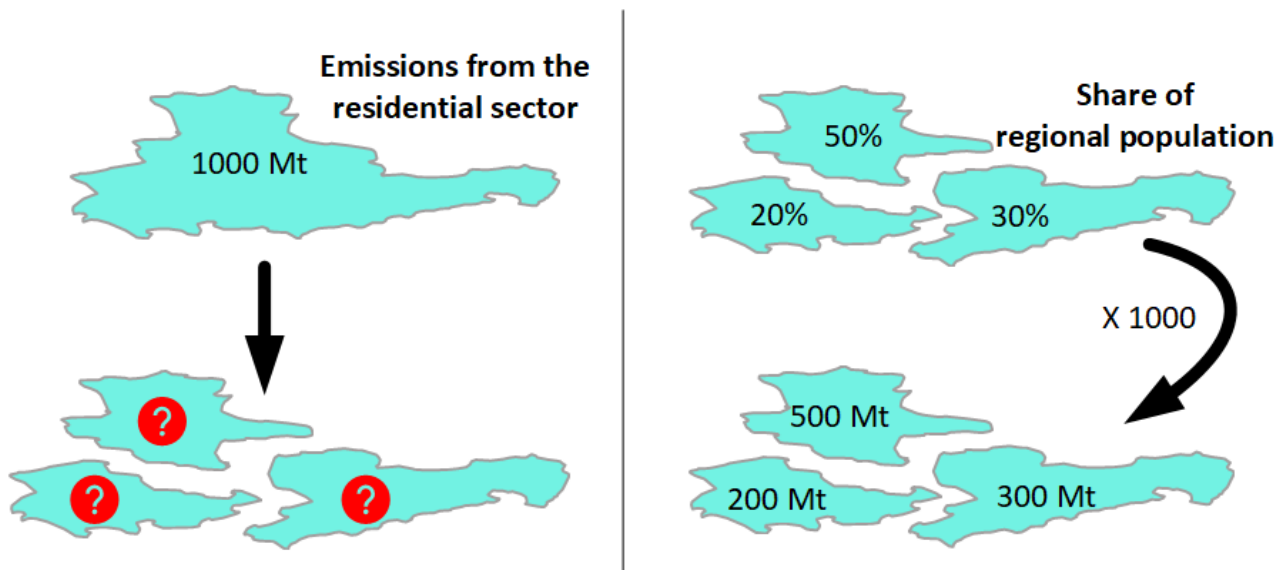 Emissions from the
residential sector
1000 Mt
?
?
?
Share of
regional population
50%
20%
30%
X 1000
500 Mt
200 Mt
300 Mt